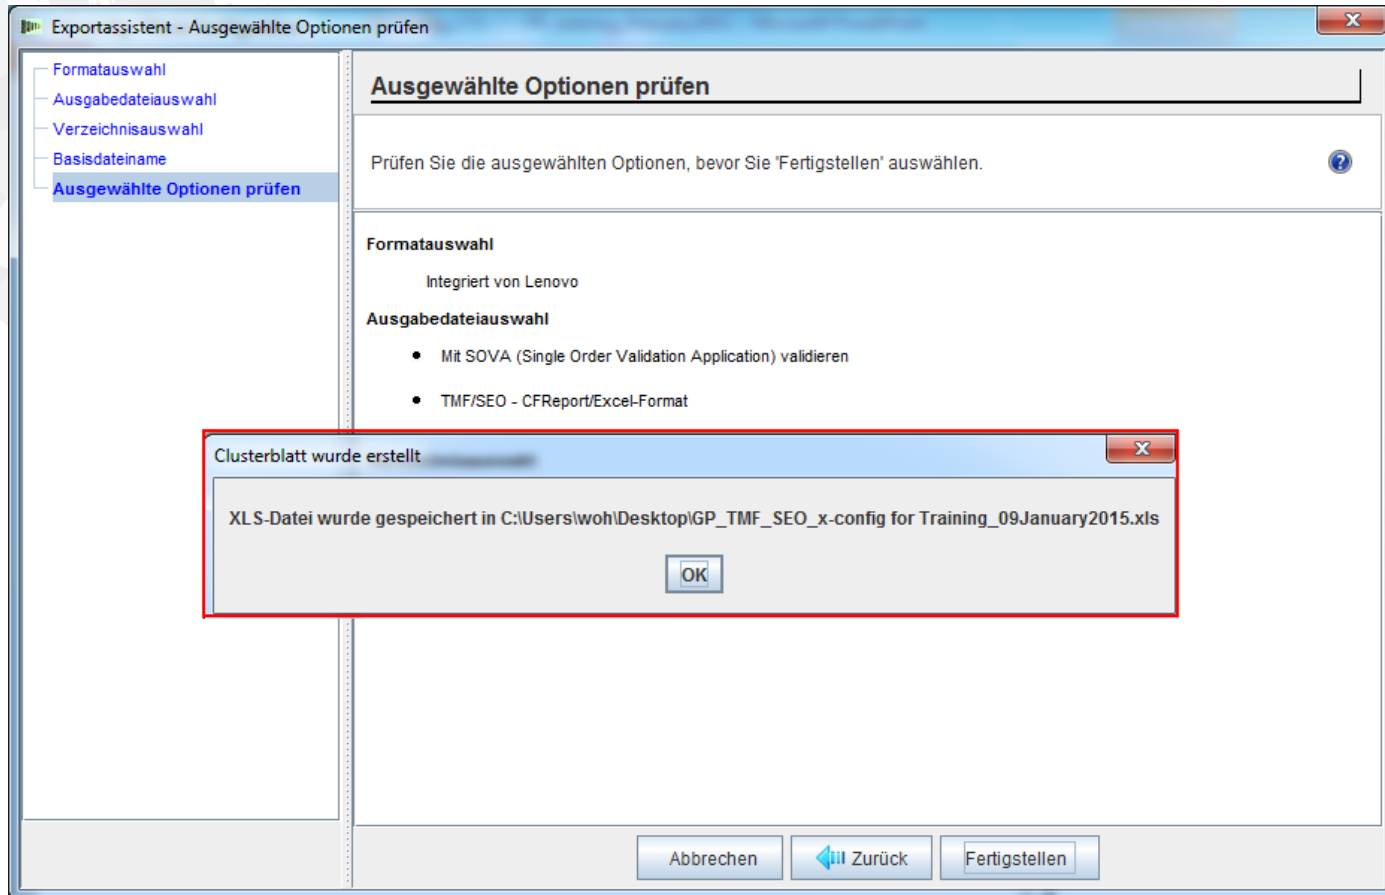 Exportassistent - Ausgewählte Optionen prüfen
Formatauswahl
Ausgabedateiauswahl
Verzeichnisauswahl
Basisdateiname
Ausgewählte Optionen prüfen
Ausgewählte Optionen prüfen
Prüfen Sie die ausgewählten Optionen, bevor Sie 'Fertigstellen' auswählen.
Formatauswahl
Integriert von Lenovo
Ausgabedateiauswahl
Mit SOVA (Single Order Validation Application) validieren
TMF/SEO - CFReport/Excel-Format
Clusterblatt wurde erstellt
XLS-Datei wurde gespeichert in C:\Users\woh\Desktop\GP_TMF_SEO_x-config for Training_09January2015.xls
OK
Abbrechen
Zurück
Fertigstellen